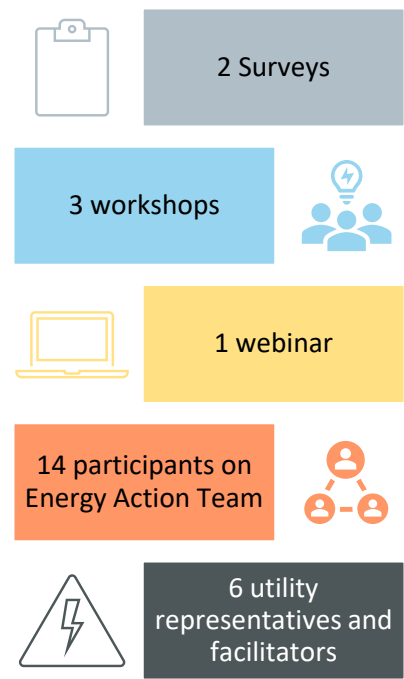 2 Surveys
3 workshops
1 webinar
14 participants on
Energy Action Team
6 utility
representatives and
facilitators